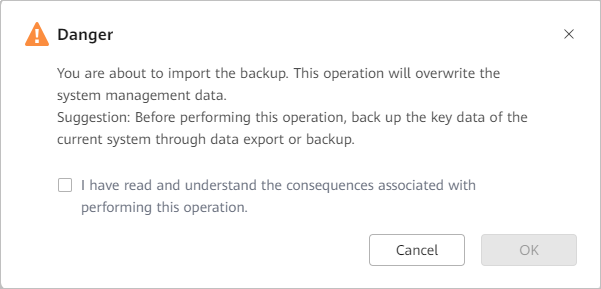 Danger
You are about to import the backup. This operation will overwrite the
system management data.
Suggestion: Before performing this operation, back up the key data of the
current system through data export or backup.
I have read and understand the consequences associated with
performing this operation.
Cancel
OK